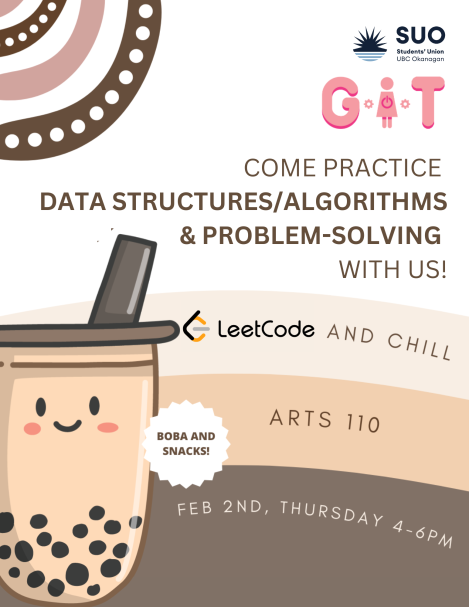 SUO
Students' Union
UBC Okanagan
GiT
COME PRACTICE
DATA STRUCTURES/ALGORITHMS
& PROBLEM-SOLVING
WITH US!
LeetCode AND CHILL
ARTS 110
BOBA AND
SNACKS!
FEB 2ND, THURSDAY 4-6PM